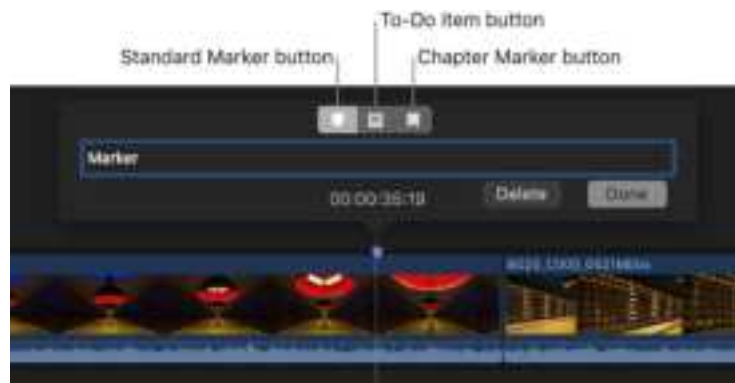 To-Do Item button
Standard Marker button
Chapter Marker button
Marker
00:00:35:19
Delete
Done